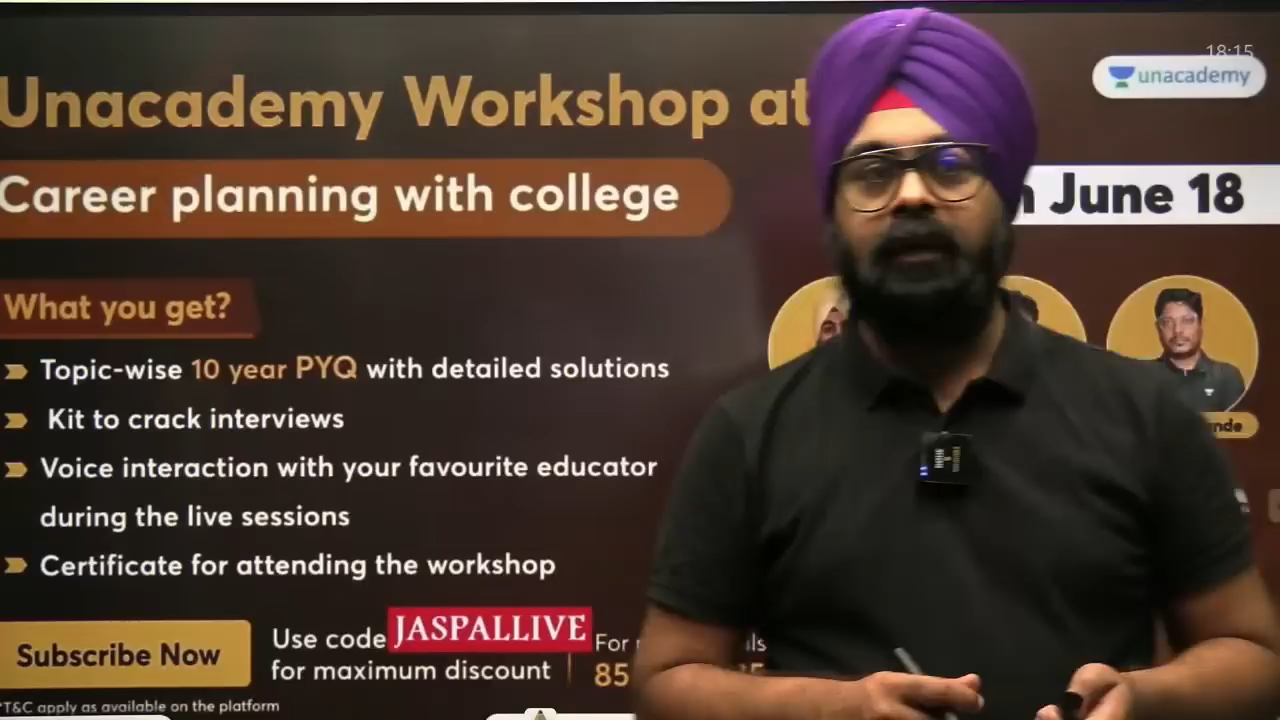 18:15
unacademy
Unacademy Workshop at
Career planning with college
June 18
What you get?
Topic-wise 10 year PYQ with detailed solutions
Kit to crack interviews
Voice interaction with your favourite educator
during the live sessions
Certificate for attending the workshop
Subscribe Now
Use code JASPALLIVE
for maximum discount
For
85
*T&C apply as available on the platform